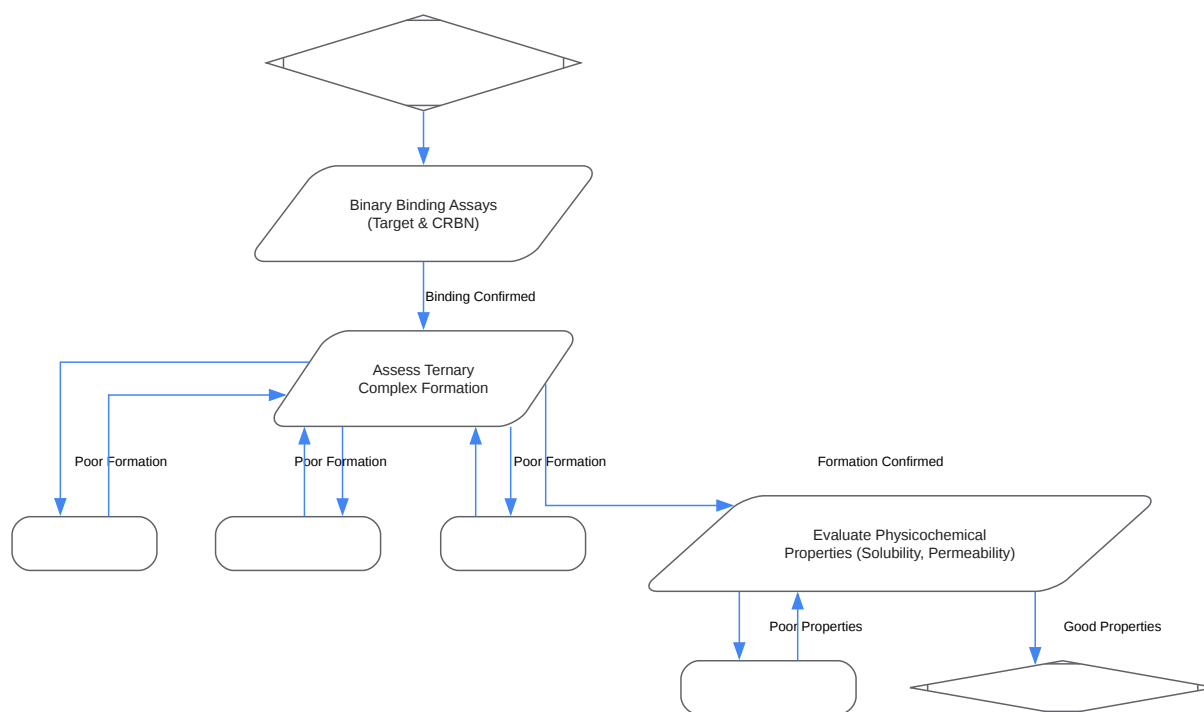 Binary Binding Assays
(Target & CRBN)
Binding Confirmed
Assess Ternary
Complex Formation
Poor Formation
Poor Formation
Poor Formation
Formation Confirmed
Evaluate Physicochemical
Properties (Solubility, Permeability)
Poor Properties
Good Properties